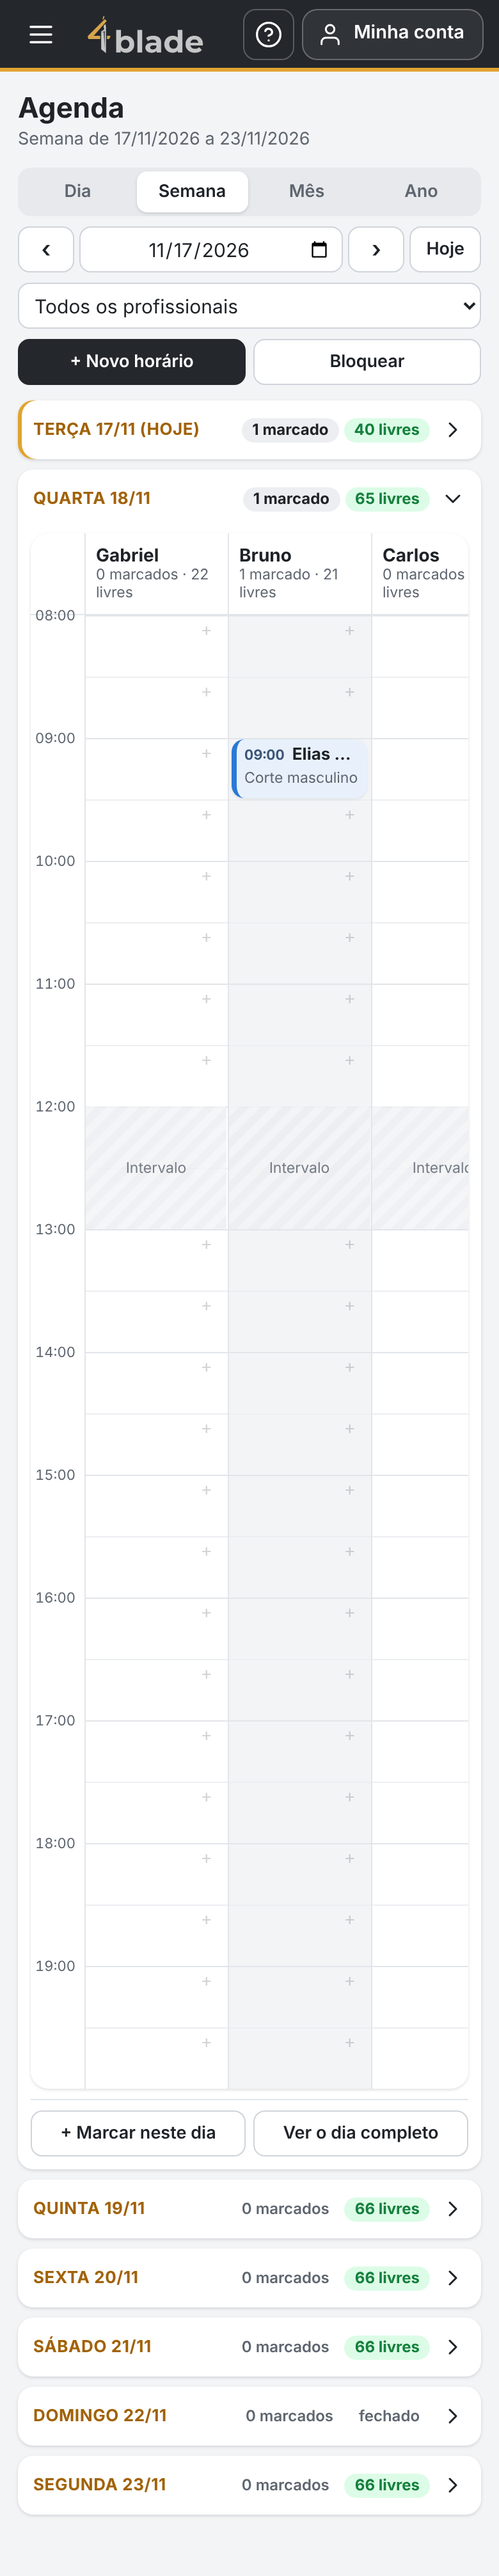 4blade
Minha conta
Agenda
Semana de 17/11/2026 a 23/11/2026
Dia
Semana
Mês
Ano
11/17/2026
Hoje
Todos os profissionais
+ Novo horário
Bloquear
TERÇA 17/11 (HOJE)
1 marcado
40 livres
QUARTA 18/11
1 marcado
65 livres
Gabriel
0 marcados · 22
livres
Bruno
1 marcado · 21
livres
Carlos
0 marcados
livres
08:00
09:00
09:00 Elias ...
Corte masculino
10:00
11:00
12:00
Intervalo
Intervalo
Intervalo
13:00
14:00
15:00
16:00
17:00
18:00
19:00
+ Marcar neste dia
Ver o dia completo
QUINTA 19/11
0 marcados
66 livres
SEXTA 20/11
0 marcados
66 livres
SÁBADO 21/11
0 marcados
66 livres
DOMINGO 22/11
0 marcados
fechado
SEGUNDA 23/11
0 marcados
66 livres